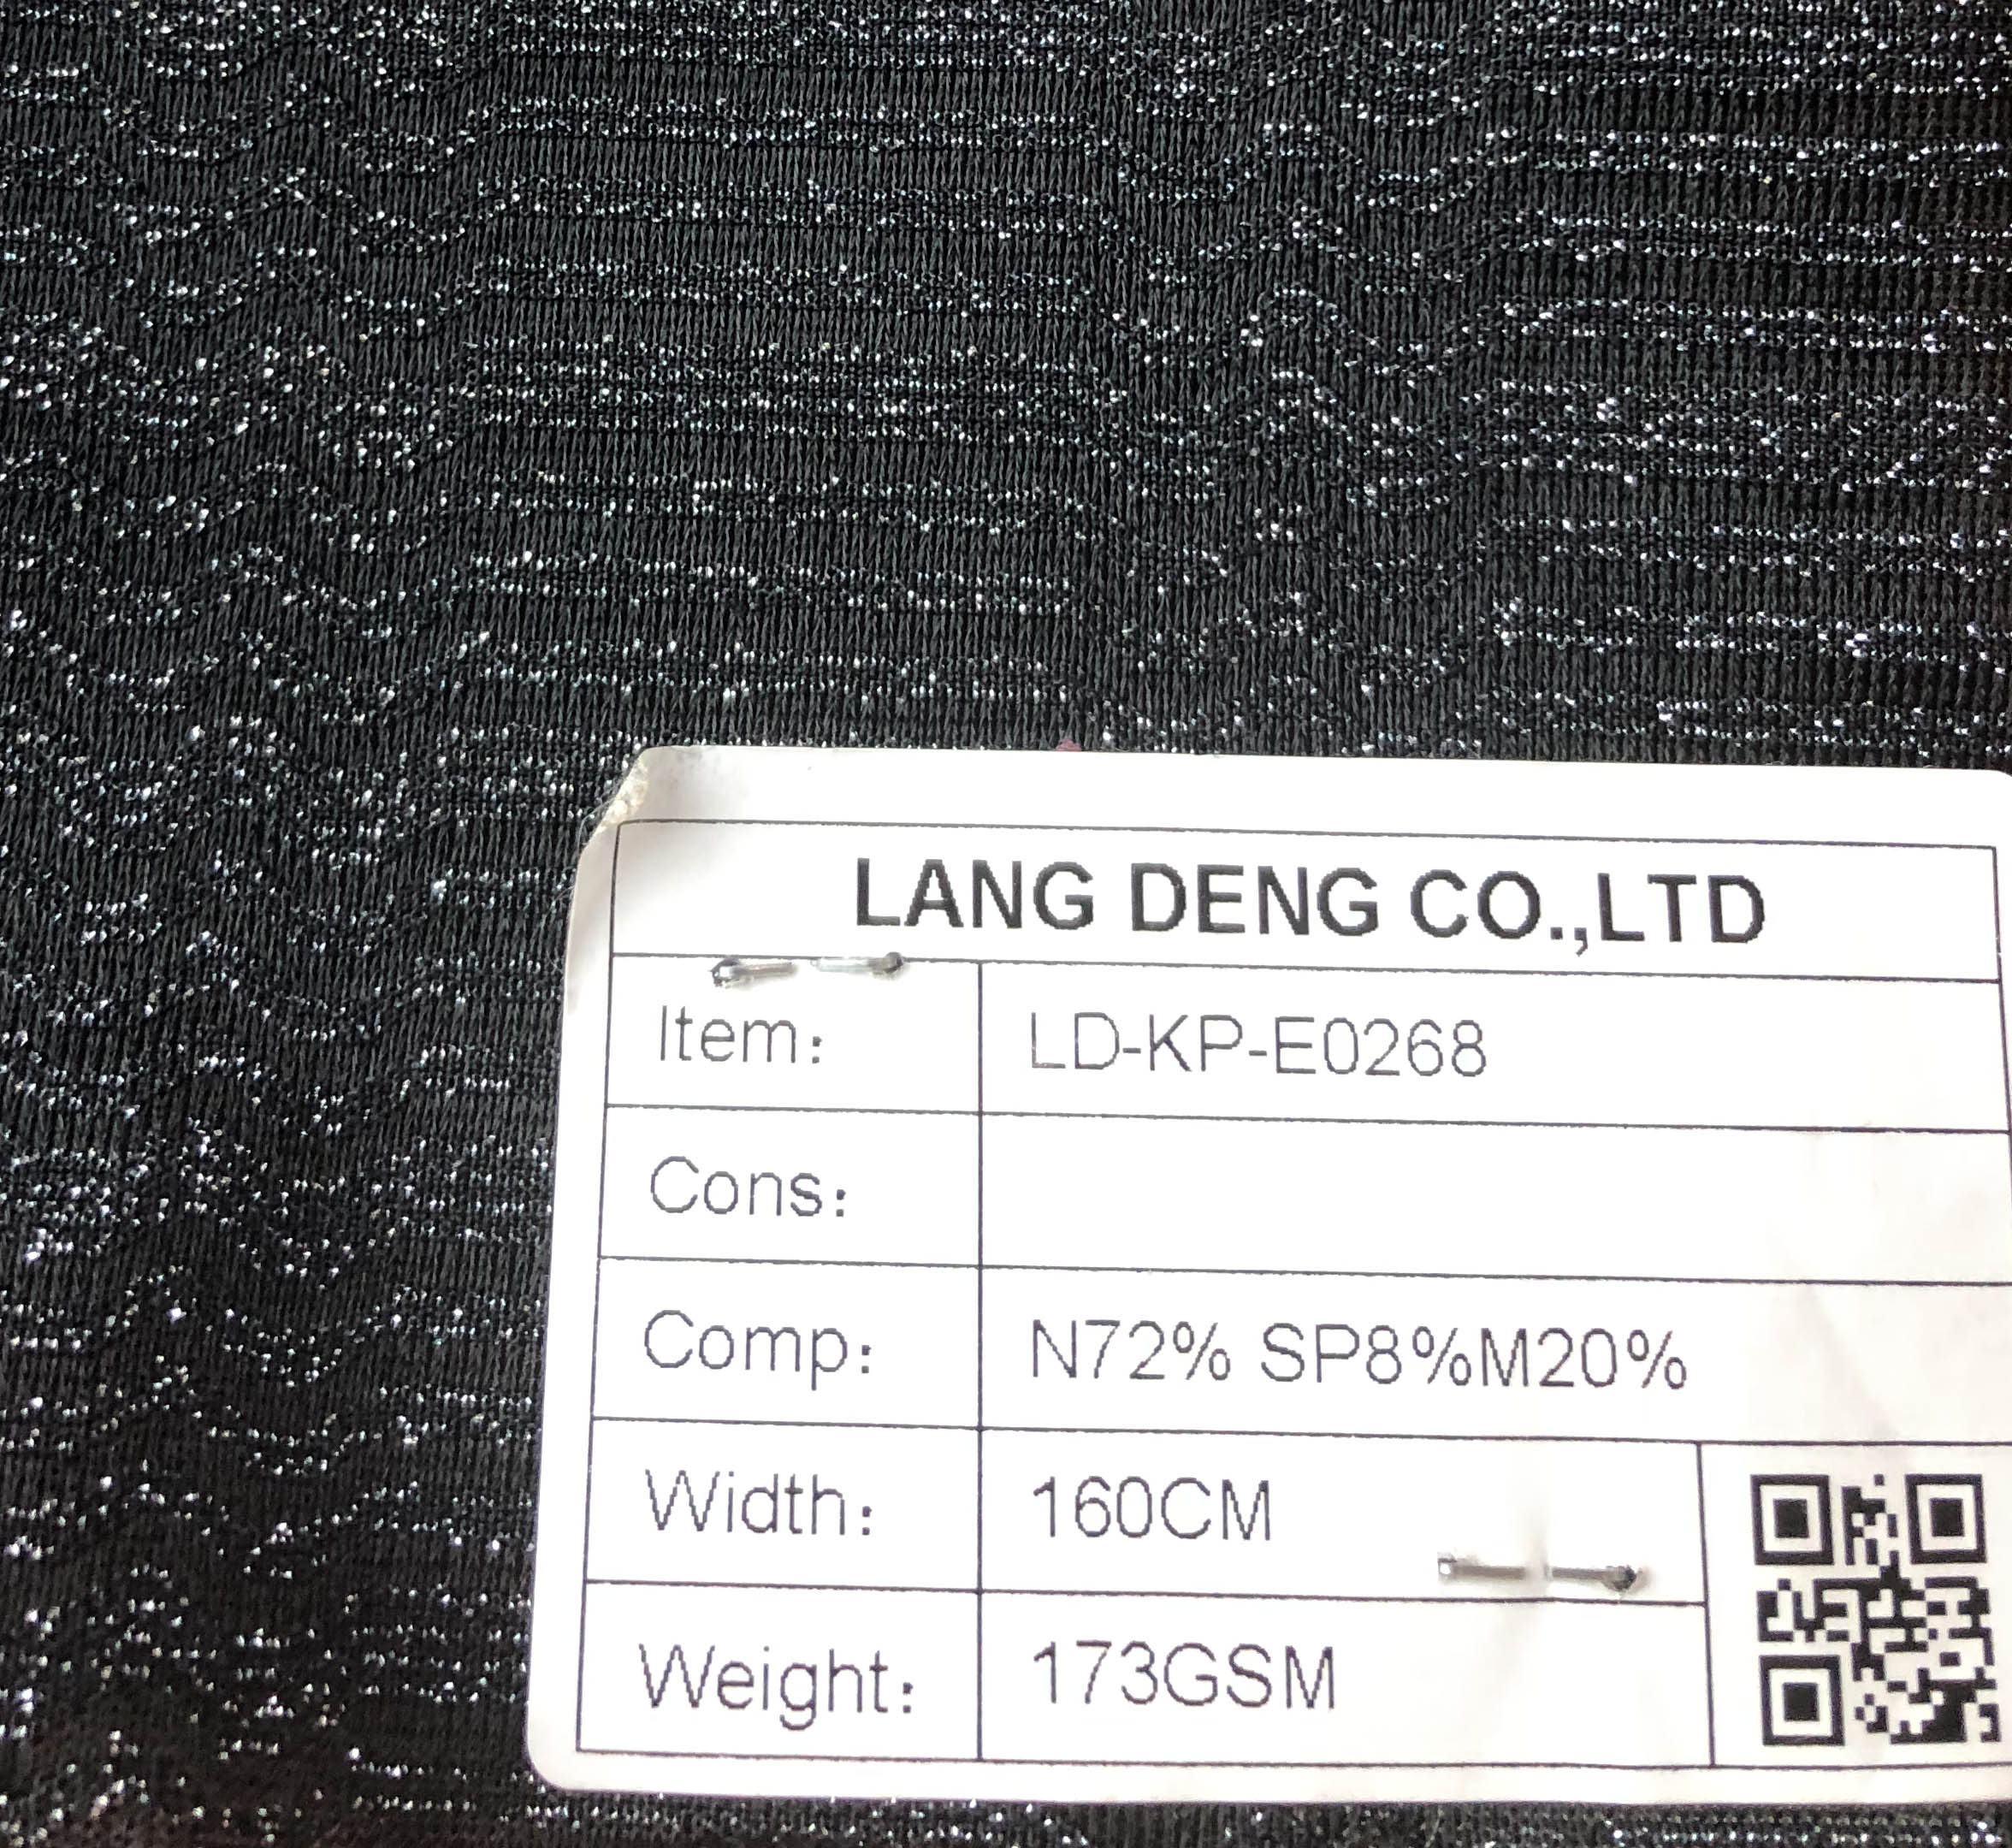 LANG DENG CO.,LTD
Item: LD-KP-E0268
Cons:
Comp: N72% SP8%M20%
Width: 160CM
Weight: 173GSM